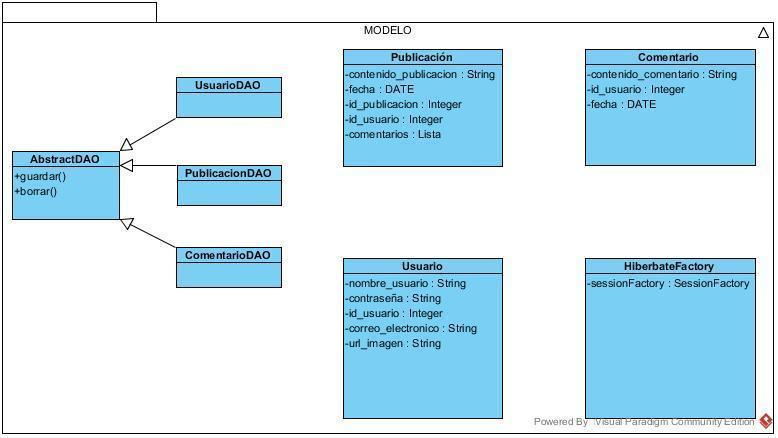 MODELO
UsuarioDAO
AbstractDAO
+guardar()
+borrar()
PublicacionDAO
ComentarioDAO
Publicación
-contenido_publicacion : String
-fecha : DATE
-id_publicacion : Integer
-id_usuario : Integer
-comentarios : Lista
Comentario
-contenido_comentario : String
-id_usuario : Integer
-fecha : DATE
Usuario
-nombre_usuario : String
-contraseña : String
-id_usuario : Integer
-correo_electronico : String
-url_imagen : String
HiberbateFactory
-sessionFactory : SessionFactory
Powered By Visual Paradigm Community Edition